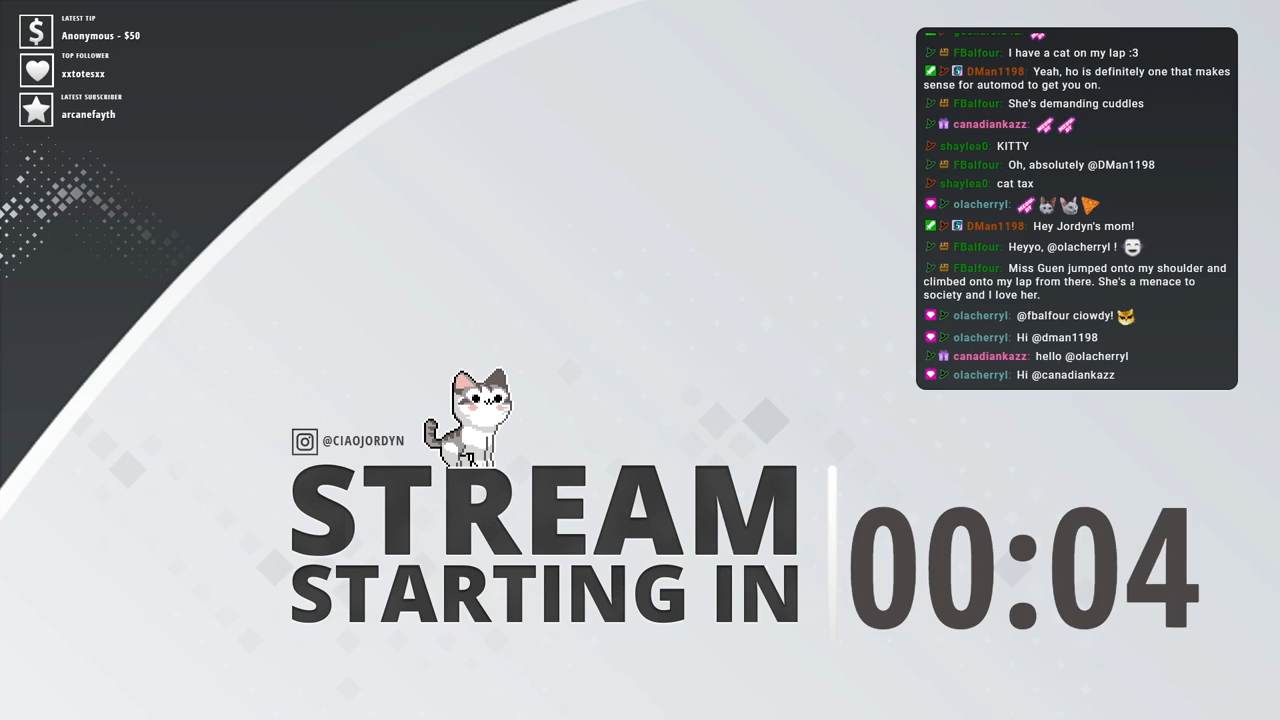 LATEST TIP
Anonymous - $50
TOP FOLLOWER
xxtotesxx
LATEST SUBSCRIBER
arcanefayth
FBalfour: I have a cat on my lap :3
DMan1198: Yeah, ho is definitely one that makes
sense for automod to get you on.
FBalfour: She's demanding cuddles
canadiankazz:
shaylea0: KITTY
FBalfour: Oh, absolutely @DMan1198
shaylea0: cat tax
olacherryl:
DMan1198: Hey Jordyn's mom!
FBalfour: Heyyo, @olacherryl !
FBalfour: Miss Guen jumped onto my shoulder and
climbed onto my lap from there. She's a menace to
society and I love her.
olacherryl: @fbalfour ciowdy!
olacherryl: Hi @dman1198
canadiankazz: hello @olacherryl
olacherryl: Hi @canadiankazz
@CIAOJORDYN
STREAM
STARTING IN
00:04